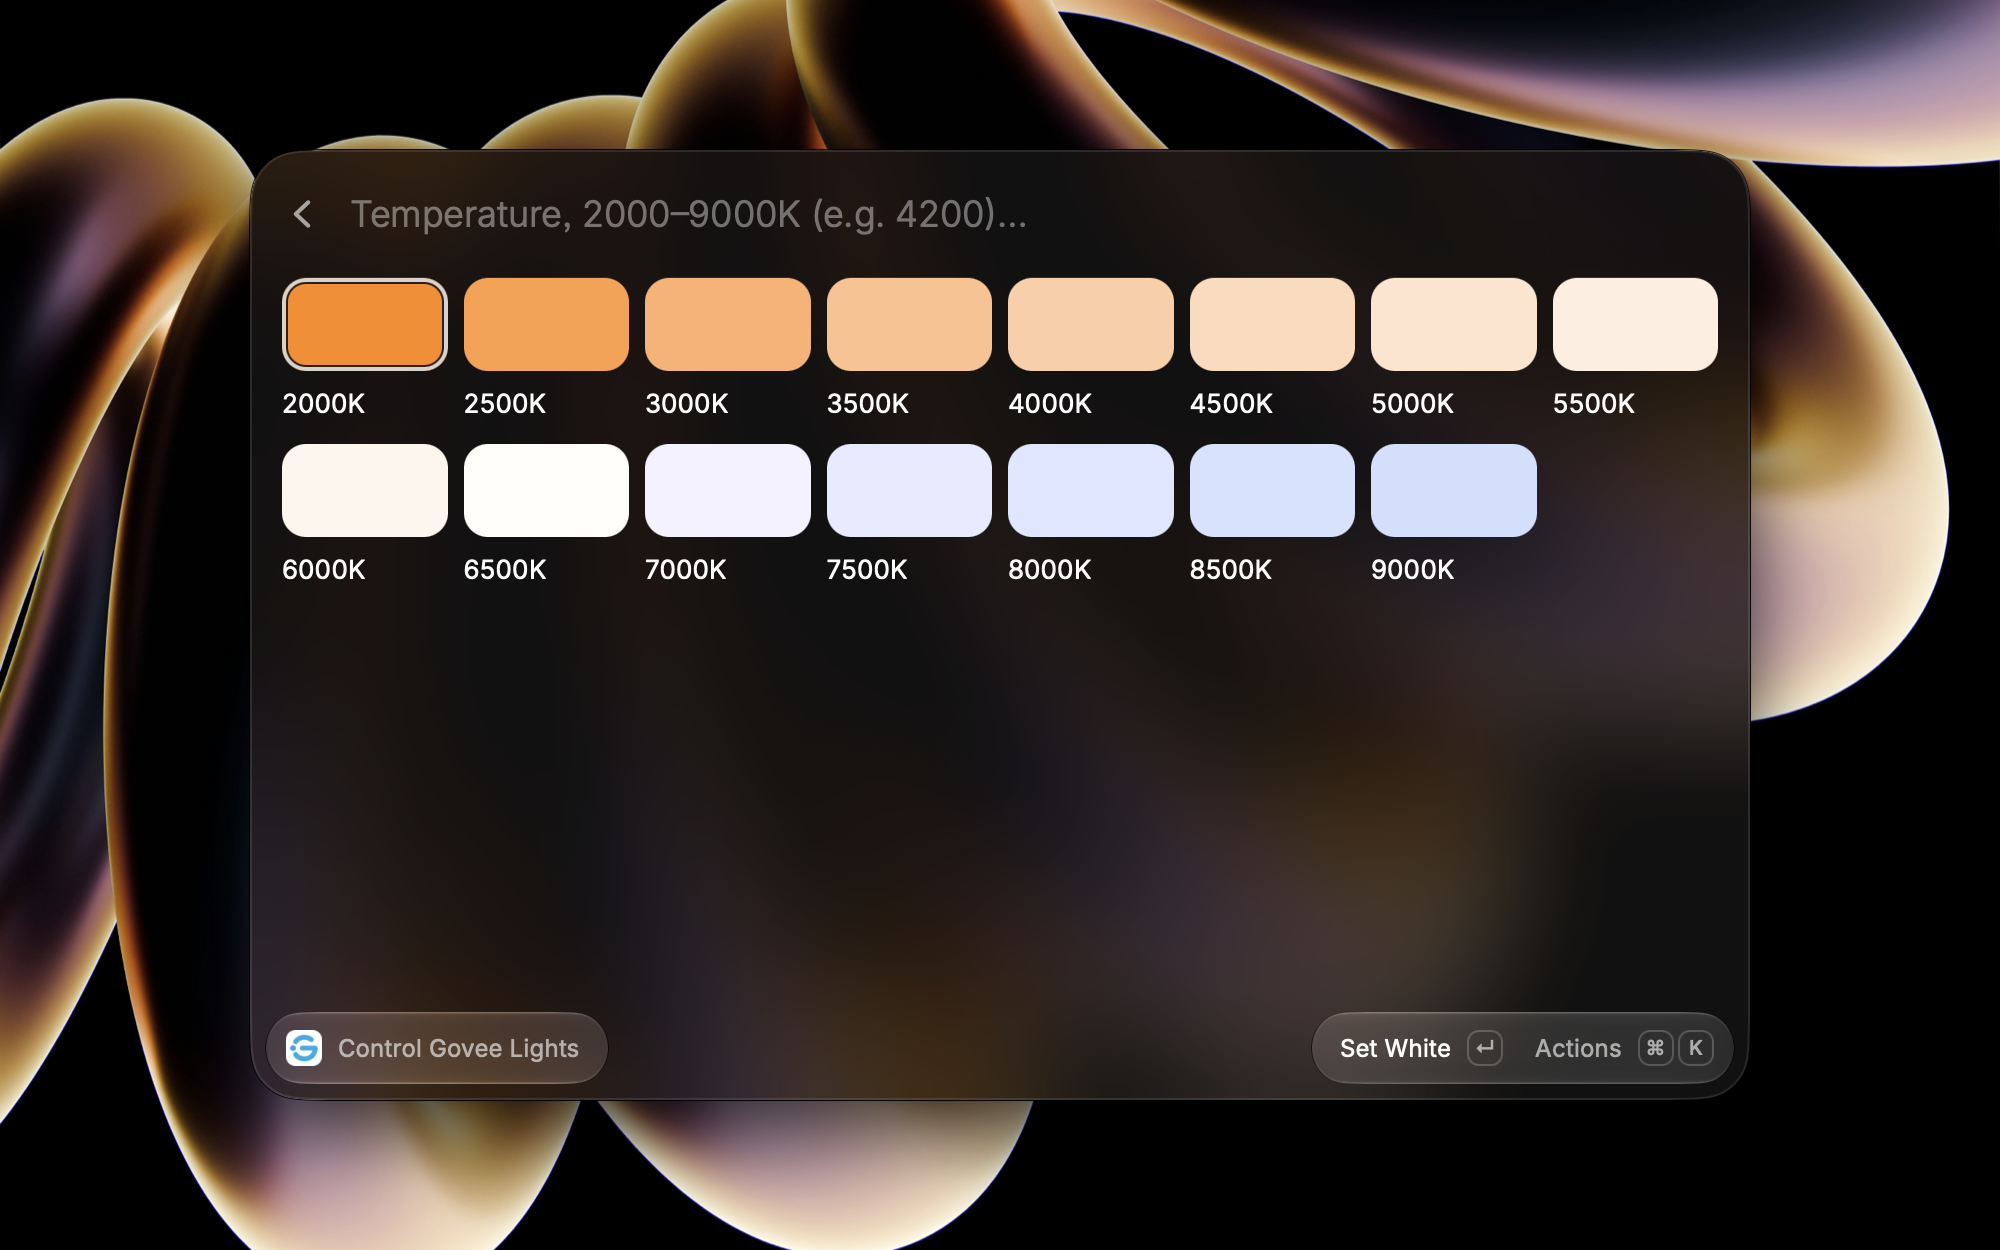 Temperature, 2000–9000K (e.g. 4200)...
2000K 2500K 3000K 3500K 4000K 4500K 5000K 5500K
6000K 6500K 7000K 7500K 8000K 8500K 9000K
Control Govee Lights Set White ↵ Actions ⌘ K